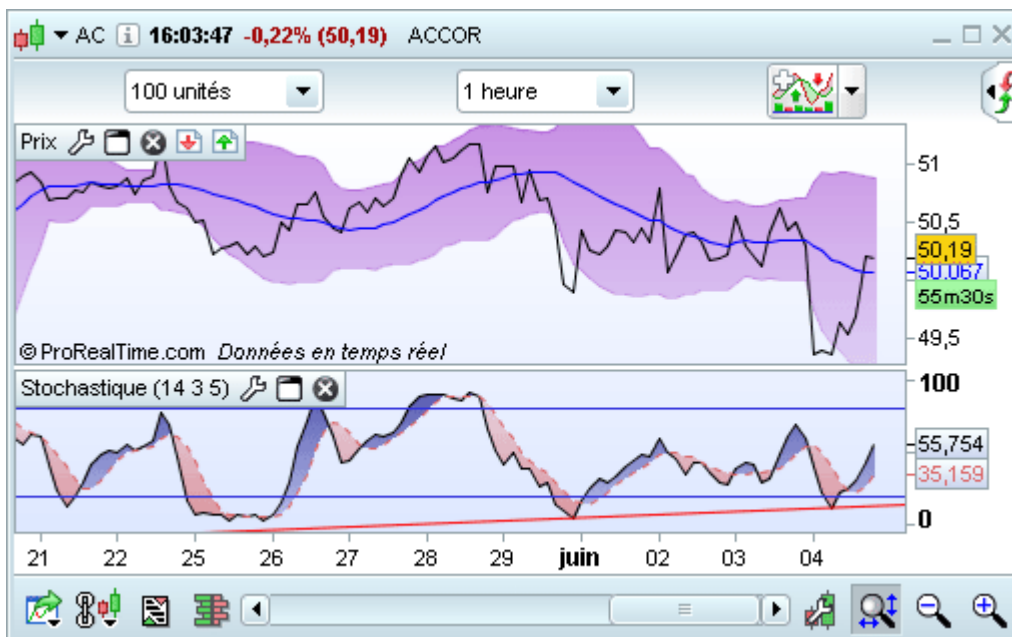 AC 16:03:47 -0,22% (50,19) ACCOR
100 unités 1 heure
Prix
51
50,5
50,19
50.067
55m30s
49,5
© ProRealTime.com Données en temps réel
Stochastique (14 3 5)
100
55,754
35,159
0
21 22 25 26 27 28 29 juin 02 03 04